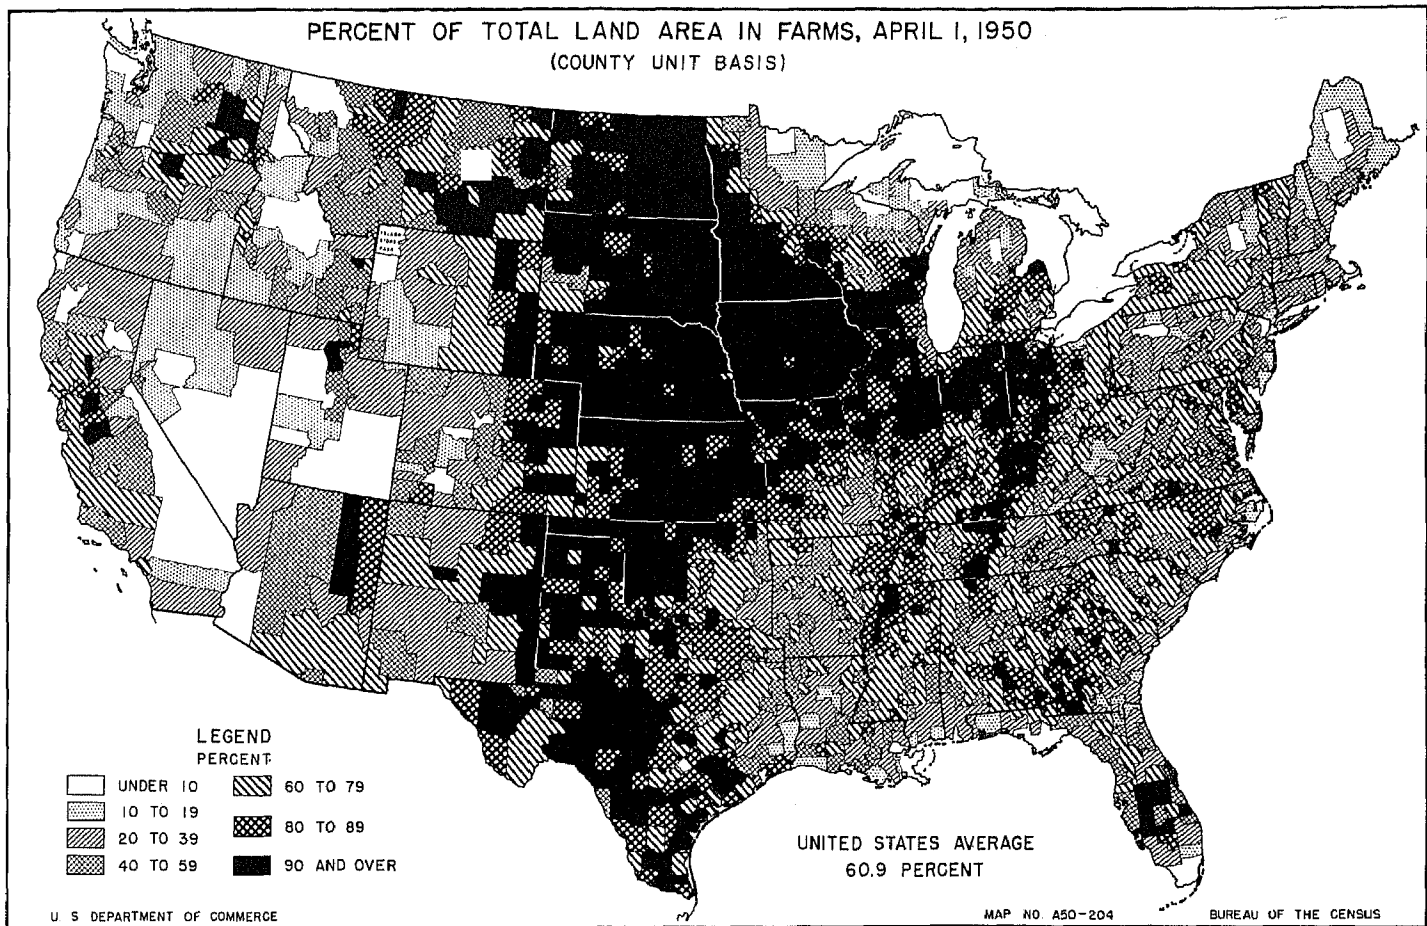 PERCENT OF TOTAL LAND AREA IN FARMS, APRIL 1, 1950
(COUNTY UNIT BASIS)
LEGEND
PERCENT
UNDER 10
10 TO 19
20 TO 39
40 TO 59
60 TO 79
80 TO 89
90 AND OVER
UNITED STATES AVERAGE
60.9 PERCENT
U. S DEPARTMENT OF COMMERCE
MAP NO. A50-204
BUREAU OF THE CENSUS